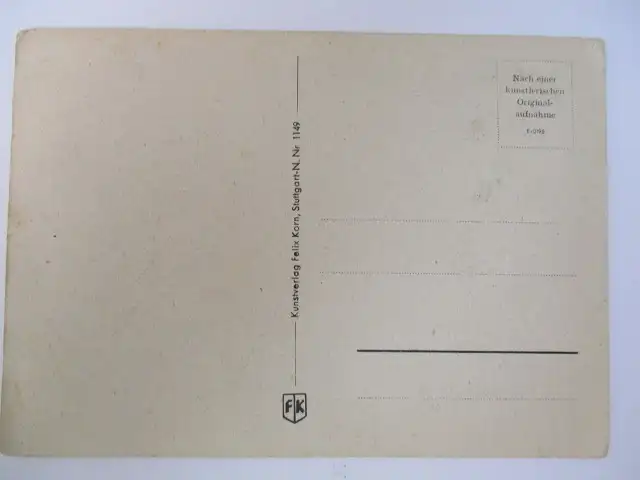 Nach einer
künstlerischen
Original-
aufnahme
Kunstverlag Felix Korn, Stuttgart-N. Nr 1149
FK